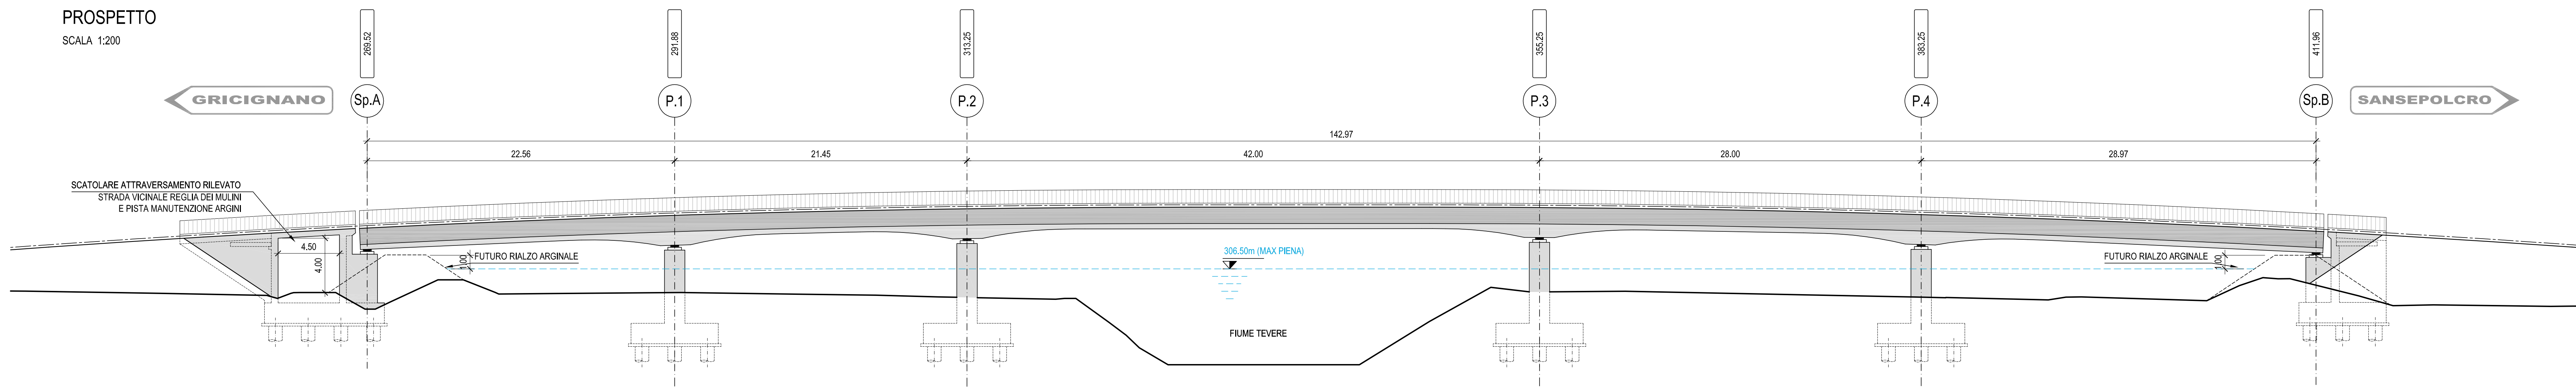 PROSPETTO
SCALA 1:200
269.52
291.88
313.25
355.25
383.25
411.96
GRICIGNANO
Sp.A
P.1
P.2
P.3
P.4
Sp.B
SANSEPOLCRO
142.97
22.56
21.45
42.00
28.00
28.97
SCATOLARE ATTRAVERSAMENTO RILEVATO
STRADA VICINALE REGLIA DEI MULINI
E PISTA MANUTENZIONE ARGINI
4.50
4.00
1.00
FUTURO RIALZO ARGINALE
306.50m (MAX PIENA)
FUTURO RIALZO ARGINALE
1.00
FIUME TEVERE